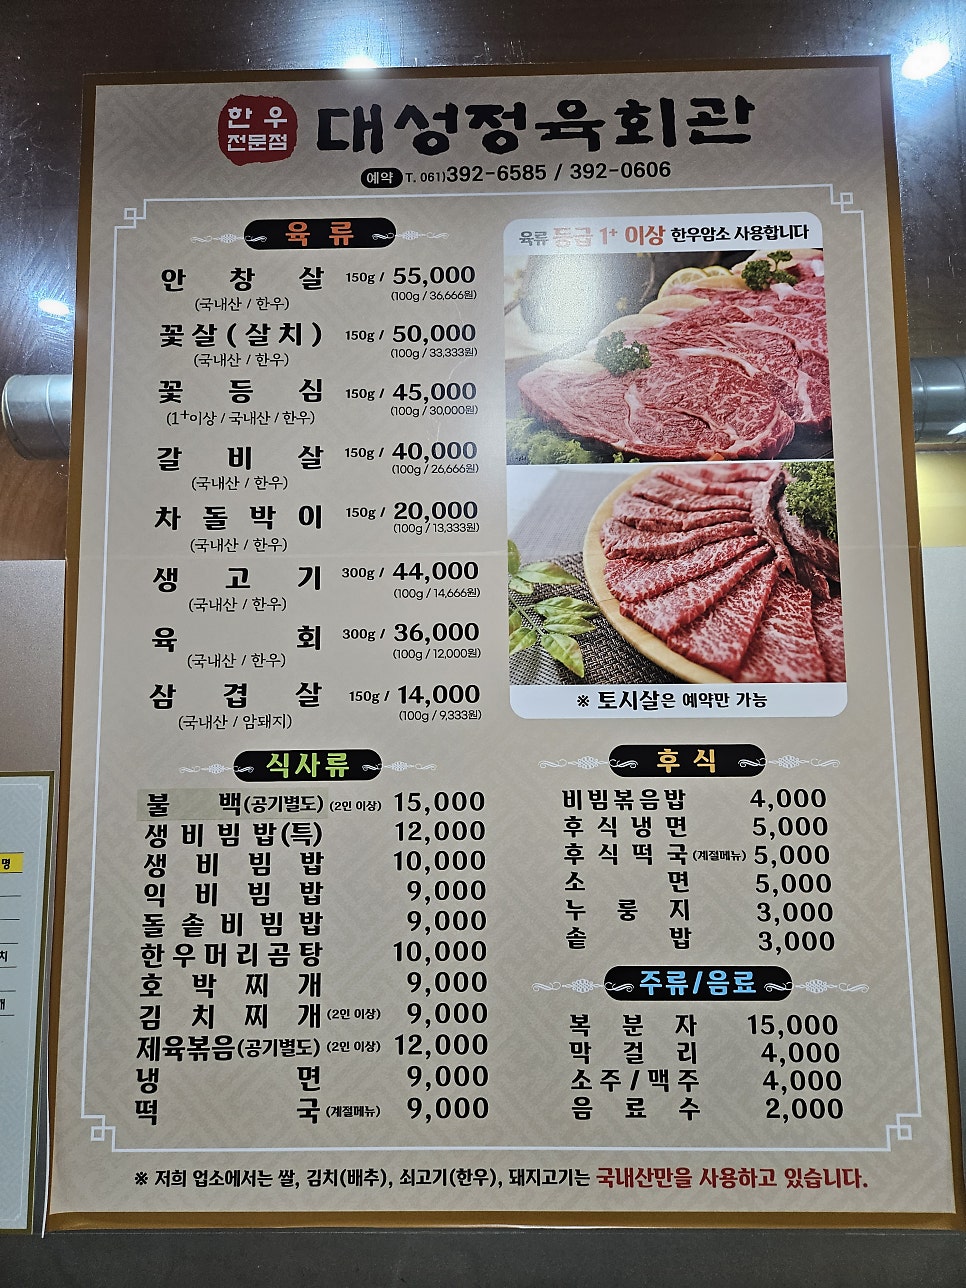 한우
전문점
대성정육회관
예약 T. 061)392-6585 / 392-0606
육류
안창살 150g / 55,000
(국내산 / 한우) (100g / 36,666원)
꽃살(살치) 150g / 50,000
(국내산 / 한우) (100g / 33,333원)
꽃등심 150g / 45,000
(1+이상 / 국내산 / 한우) (100g / 30,000원)
갈비살 150g / 40,000
(국내산 / 한우) (100g / 26,666원)
차돌박이 150g / 20,000
(국내산 / 한우) (100g / 13,333원)
생고기 300g / 44,000
(국내산 / 한우) (100g / 14,666원)
육회 300g / 36,000
(국내산 / 한우) (100g / 12,000원)
삼겹살 150g / 14,000
(국내산 / 암돼지) (100g / 9,333원)
육류 등급 1+ 이상 한우암소 사용합니다
※ 토시살은 예약만 가능
식사류
불백(공기별도) (2인 이상) 15,000
생비빔밥(특) 12,000
생비빔밥 10,000
익비빔밥 9,000
돌솥비빔밥 9,000
한우머리곰탕 10,000
호박찌개 9,000
김치찌개 (2인 이상) 9,000
제육볶음(공기별도) (2인 이상) 12,000
냉면 9,000
떡국 (계절메뉴) 9,000
후식
비빔볶음밥 4,000
후식냉면 5,000
후식떡국 (계절메뉴) 5,000
소면 5,000
누룽지 3,000
솥밥 3,000
주류/음료
복분자 15,000
막걸리 4,000
소주/맥주 4,000
음료수 2,000
※ 저희 업소에서는 쌀, 김치(배추), 쇠고기(한우), 돼지고기는 국내산만을 사용하고 있습니다.
명
치
개